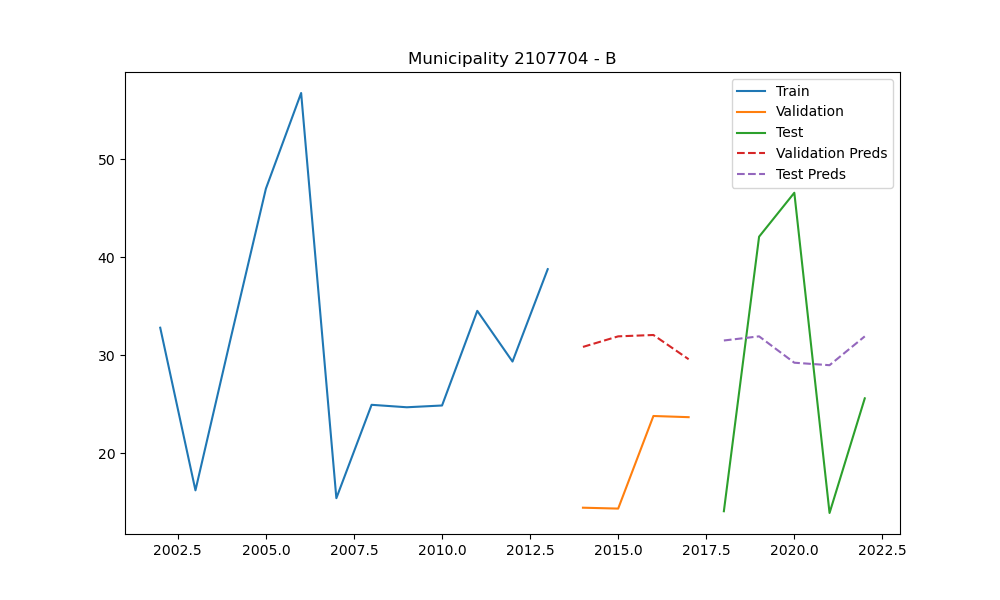 Municipality 2107704 - B
Train
Validation
Test
Validation Preds
Test Preds
50
40
30
20
2002.5 2005.0 2007.5 2010.0 2012.5 2015.0 2017.5 2020.0 2022.5